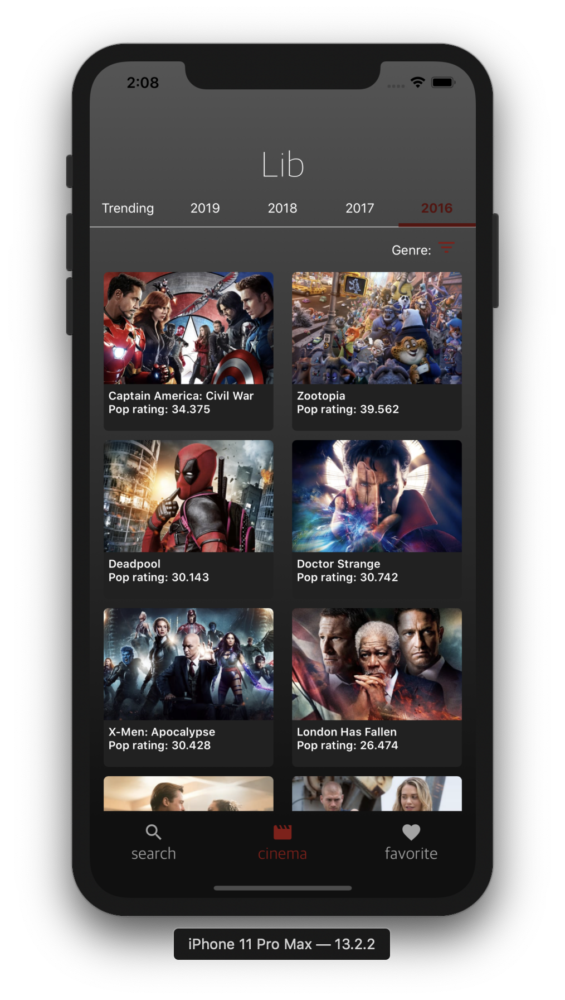 2:08
Lib
Trending 2019 2018 2017 2016
Genre:
Captain America: Civil War
Pop rating: 34.375
Zootopia
Pop rating: 39.562
Deadpool
Pop rating: 30.143
Doctor Strange
Pop rating: 30.742
X-Men: Apocalypse
Pop rating: 30.428
London Has Fallen
Pop rating: 26.474
search cinema favorite
iPhone 11 Pro Max — 13.2.2